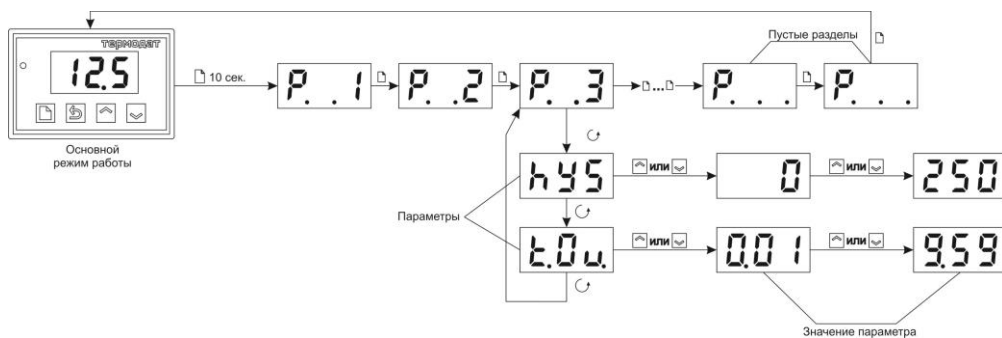 Пустые разделы
термодат
12.5
10 сек.
P. .1
P. .2
P. .3
...
P. . .
P. . .
Основной
режим работы
Параметры
hYS
или
0
или
250
t.0u.
или
0.01
или
9.59
Значение параметра